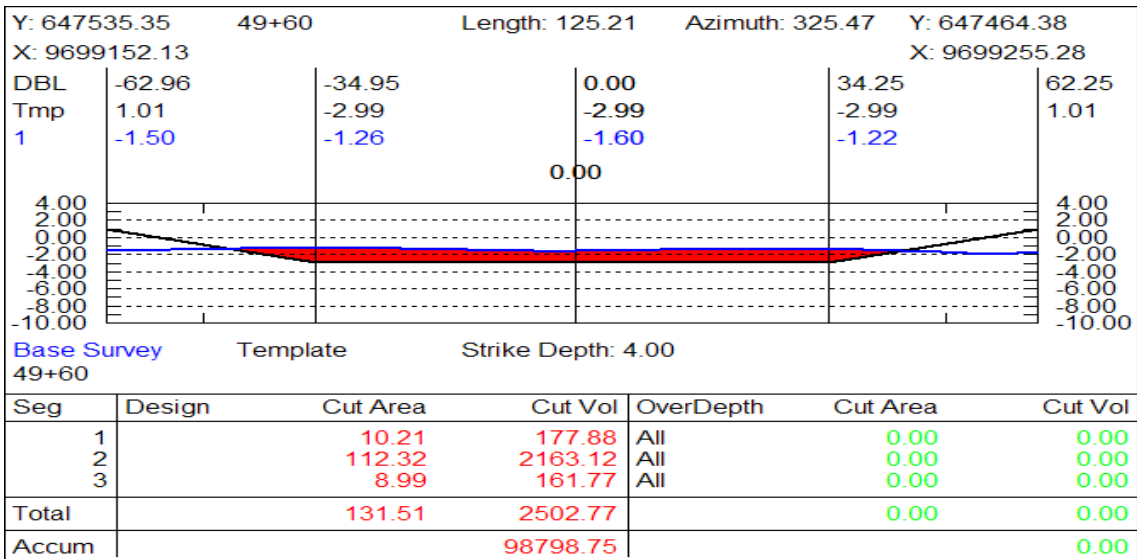 Y: 647535.35 49+60 Length: 125.21 Azimuth: 325.47 Y: 647464.38
X: 9699152.13 X: 9699255.28
DBL -62.96 -34.95 0.00 34.25 62.25
Tmp 1.01 -2.99 -2.99 -2.99 1.01
1 -1.50 -1.26 -1.60 -1.22
0.00
4.00 4.00
2.00 2.00
0.00 0.00
-2.00 -2.00
-4.00 -4.00
-6.00 -6.00
-8.00 -8.00
-10.00 -10.00
Base Survey Template Strike Depth: 4.00
49+60
Seg Design Cut Area Cut Vol OverDepth Cut Area Cut Vol
1 10.21 177.88 All 0.00 0.00
2 112.32 2163.12 All 0.00 0.00
3 8.99 161.77 All 0.00 0.00
Total 131.51 2502.77 0.00 0.00
Accum 98798.75 0.00